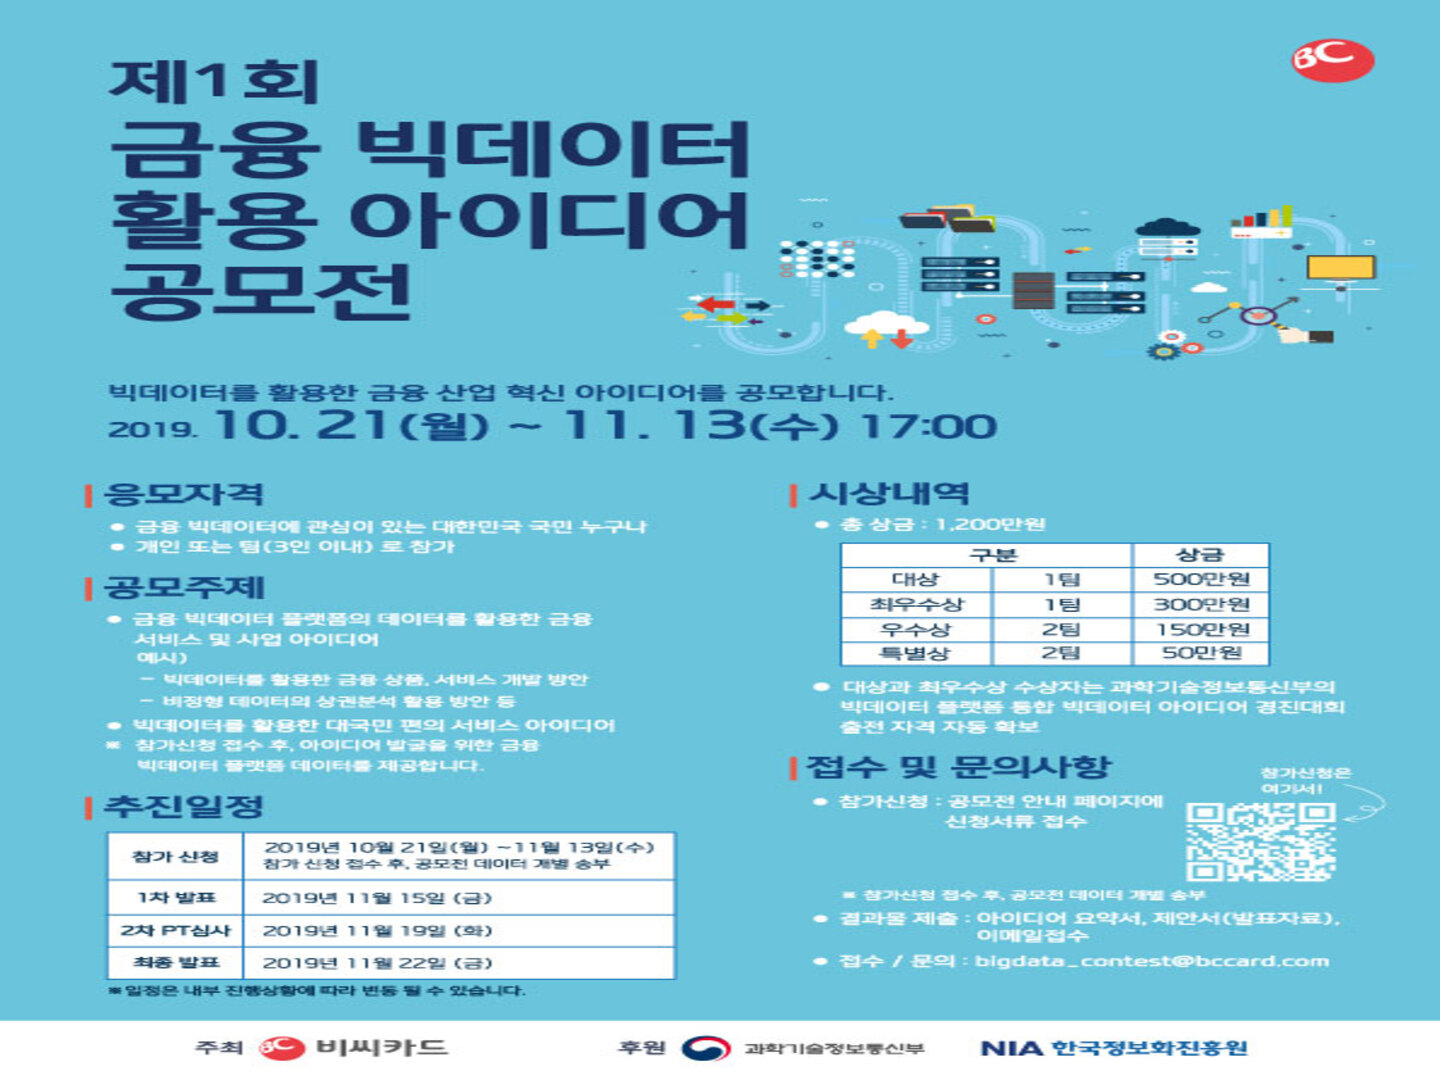 BC
제1회
금융 빅데이터
활용 아이디어
공모전
빅데이터를 활용한 금융 산업 혁신 아이디어를 공모합니다.
2019. 10. 21(월) ~ 11. 13(수) 17:00
응모자격
● 금융 빅데이터에 관심이 있는 대한민국 국민 누구나
● 개인 또는 팀(3인 이내) 로 참가
공모주제
● 금융 빅데이터 플랫폼의 데이터를 활용한 금융
서비스 및 사업 아이디어
예시)
– 빅데이터를 활용한 금융 상품, 서비스 개발 방안
– 비정형 데이터의 상권분석 활용 방안 등
● 빅데이터를 활용한 대국민 편의 서비스 아이디어
※ 참가신청 접수 후, 아이디어 발굴을 위한 금융
빅데이터 플랫폼 데이터를 제공합니다.
추진일정
참가 신청 2019년 10월 21일(월) ~11월 13일(수)
참가 신청 접수 후, 공모전 데이터 개별 송부
1차 발표 2019년 11월 15일 (금)
2차 PT심사 2019년 11월 19일 (화)
최종 발표 2019년 11월 22일 (금)
※일정은 내부 진행상황에 따라 변동 될 수 있습니다.
시상내역
● 총 상금 : 1,200만원
구분 상금
대상 1팀 500만원
최우수상 1팀 300만원
우수상 2팀 150만원
특별상 2팀 50만원
● 대상과 최우수상 수상자는 과학기술정보통신부의
빅데이터 플랫폼 통합 빅데이터 아이디어 경진대회
출전 자격 자동 확보
접수 및 문의사항
참가신청은
여기서!
● 참가신청 : 공모전 안내 페이지에
신청서류 접수
※ 참가신청 접수 후, 공모전 데이터 개별 송부
● 결과물 제출 : 아이디어 요약서, 제안서(발표자료),
이메일접수
● 접수 / 문의 : bigdata_contest@bccard.com
주최 BC 비씨카드 후원 과학기술정보통신부 NIA 한국정보화진흥원